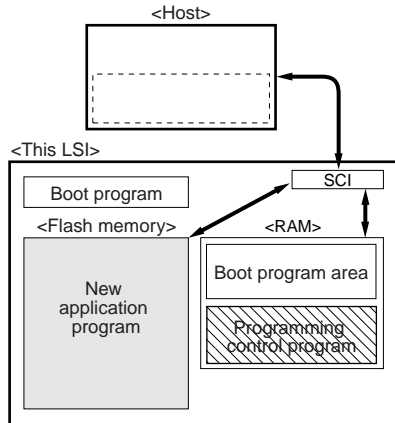 <Host>
<This LSI>
SCI
Boot program
<Flash memory>
<RAM>
New
application
program
Boot program area
Programming
control program